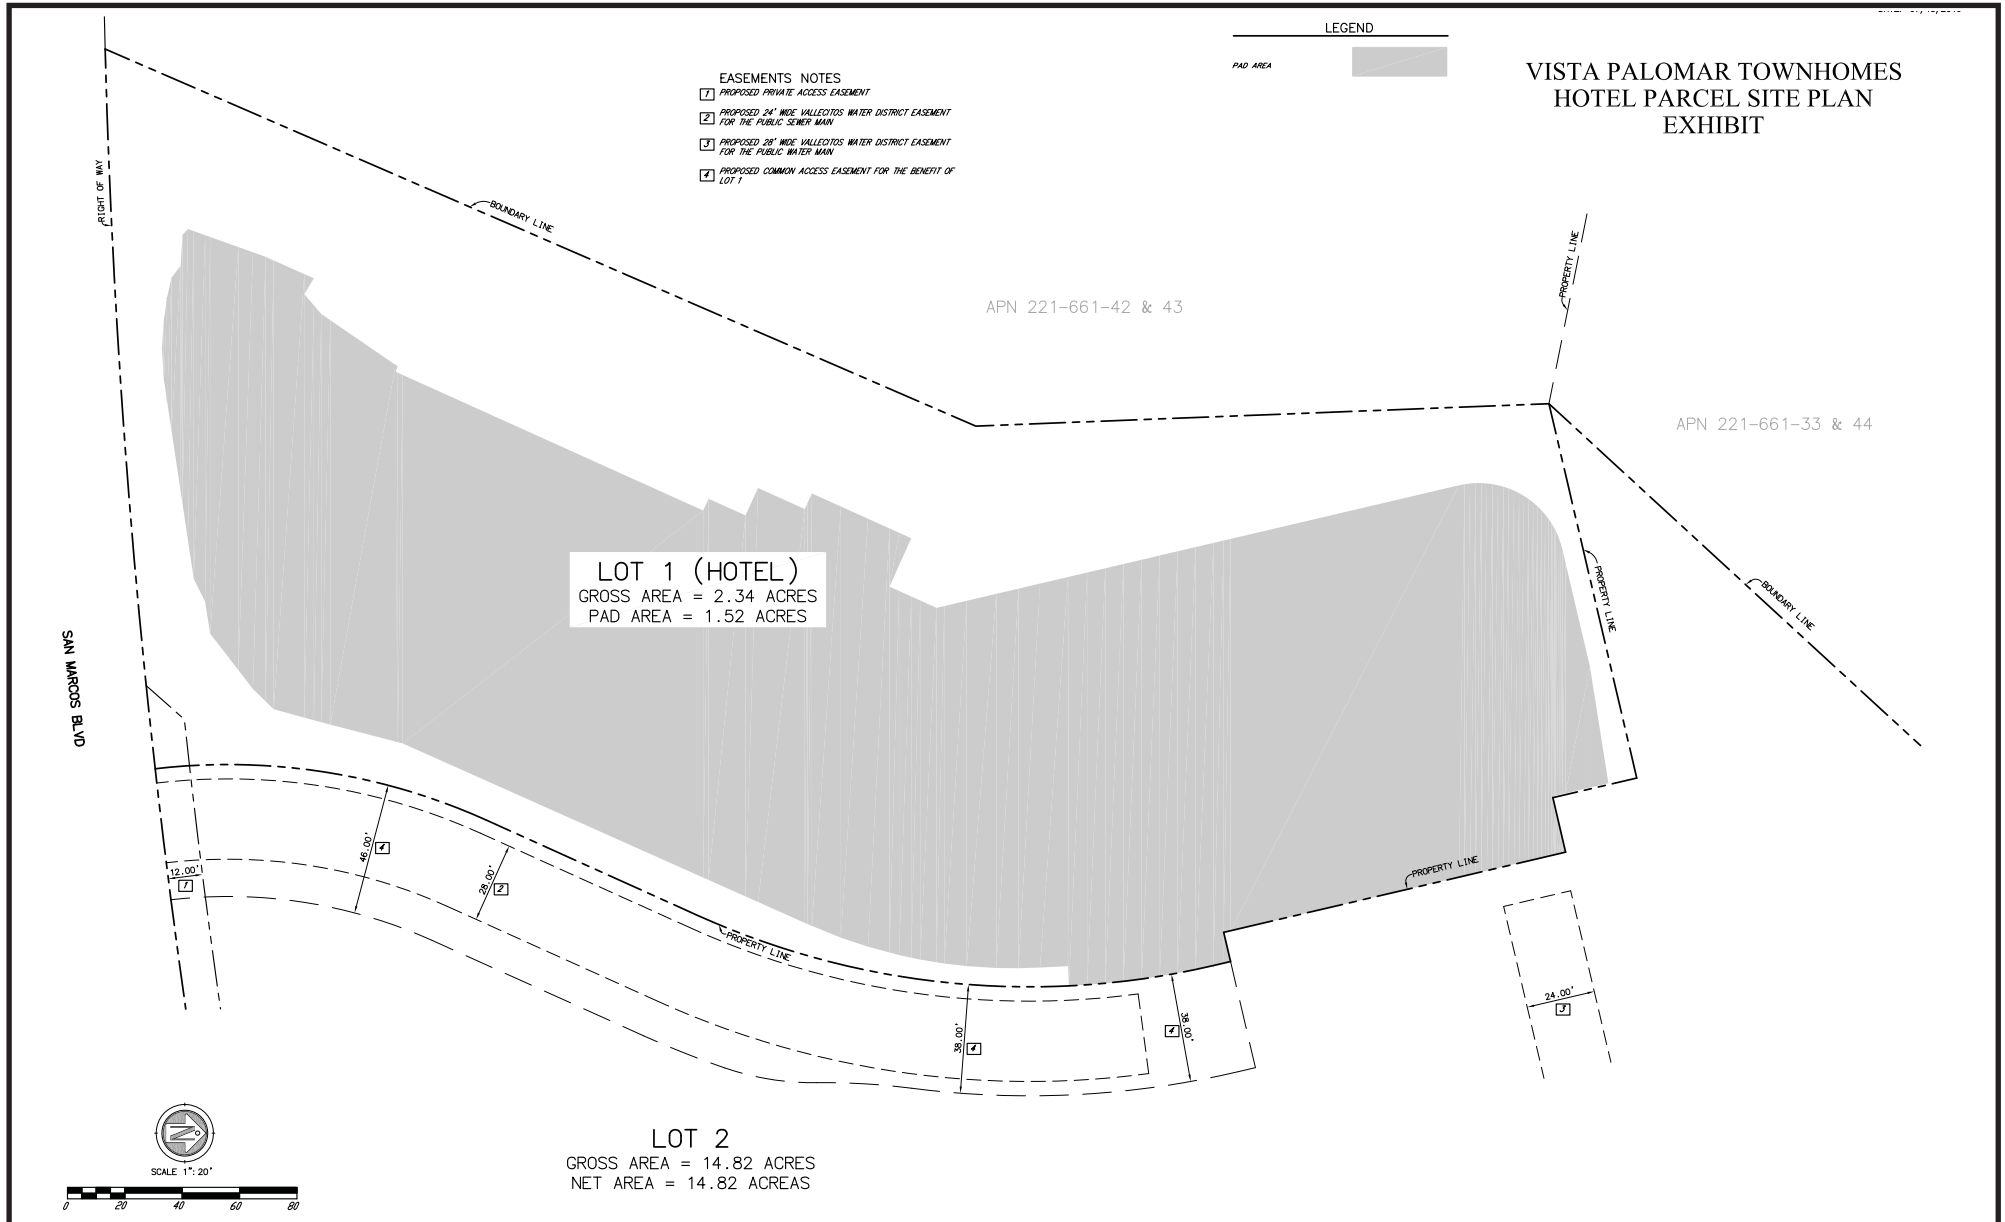 LEGEND
PAD AREA
VISTA PALOMAR TOWNHOMES
HOTEL PARCEL SITE PLAN
EXHIBIT
EASEMENTS NOTES
1 PROPOSED PRIVATE ACCESS EASEMENT
2 PROPOSED 24' WIDE VALLECITOS WATER DISTRICT EASEMENT
FOR THE PUBLIC SEWER MAIN
3 PROPOSED 28' WIDE VALLECITOS WATER DISTRICT EASEMENT
FOR THE PUBLIC WATER MAIN
4 PROPOSED COMMON ACCESS EASEMENT FOR THE BENEFIT OF
LOT 1
RIGHT OF WAY
BOUNDARY LINE
PROPERTY LINE
APN 221-661-42 & 43
APN 221-661-33 & 44
LOT 1 (HOTEL)
GROSS AREA = 2.34 ACRES
PAD AREA = 1.52 ACRES
PROPERTY LINE
BOUNDARY LINE
SAN MARCOS BLVD
46.00'
4
12.00'
1
28.00'
2
PROPERTY LINE
PROPERTY LINE
38.00'
4
4
38.00'
24.00'
3
N
SCALE 1": 20'
0 20 40 60 80
LOT 2
GROSS AREA = 14.82 ACRES
NET AREA = 14.82 ACREAS